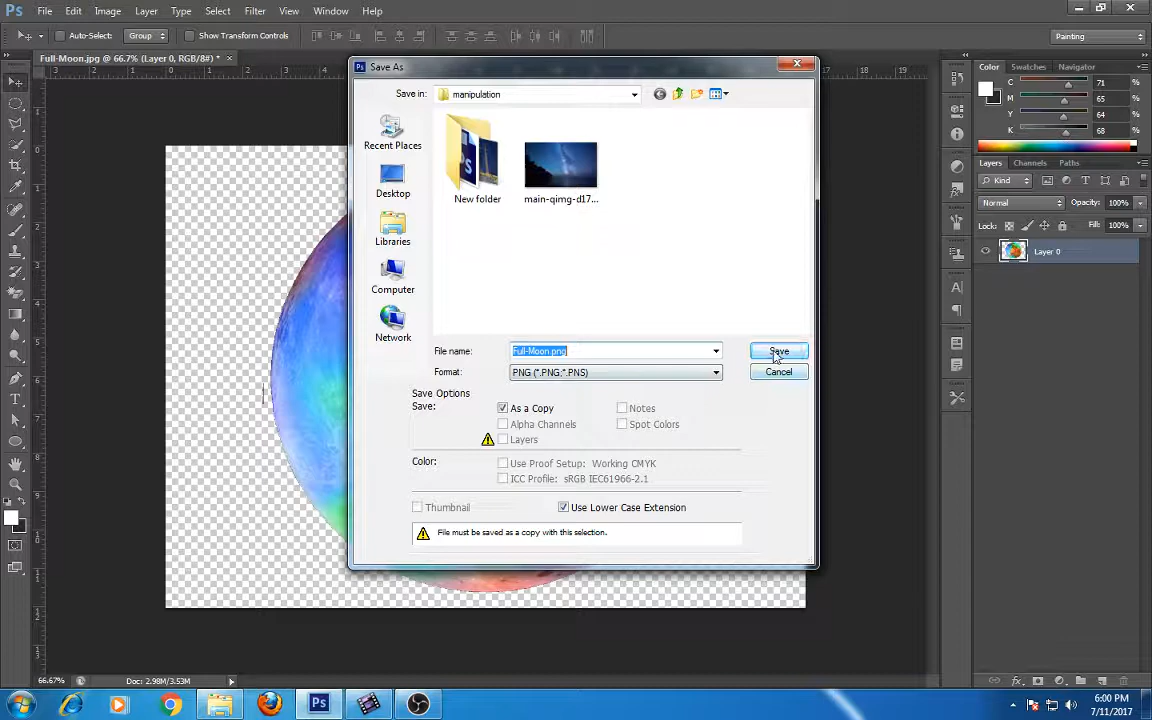 Ps File Edit Image Layer Type Select Filter View Window Help
Auto-Select: Group Show Transform Controls Painting
Full-Moon.jpg @ 66.7% (Layer 0, RGB/8#) * ×
Save As
Save in: manipulation
Recent Places
Desktop
Libraries
Computer
Network
New folder
main-qimg-d17...
File name: Full-Moon.png Save
Format: PNG (*.PNG;*.PNS) Cancel
Save Options
Save: As a Copy Notes
Alpha Channels Spot Colors
Layers
Color: Use Proof Setup: Working CMYK
ICC Profile: sRGB IEC61966-2.1
Thumbnail Use Lower Case Extension
File must be saved as a copy with this selection.
Color Swatches Navigator
C 71 %
M 65 %
Y 64 %
K 68 %
Layers Channels Paths
Kind
Normal Opacity: 100%
Lock: Fill: 100%
Layer 0
66.67% Doc: 2.98M/3.53M
6:00 PM
7/11/2017